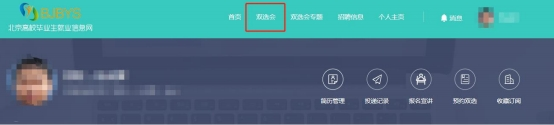 BJBYS
北京高校毕业生就业信息网
首页 双选会 双选会专题 招聘信息 个人主页 消息
简历管理 投递记录 报名宣讲 预约双选 收藏订阅